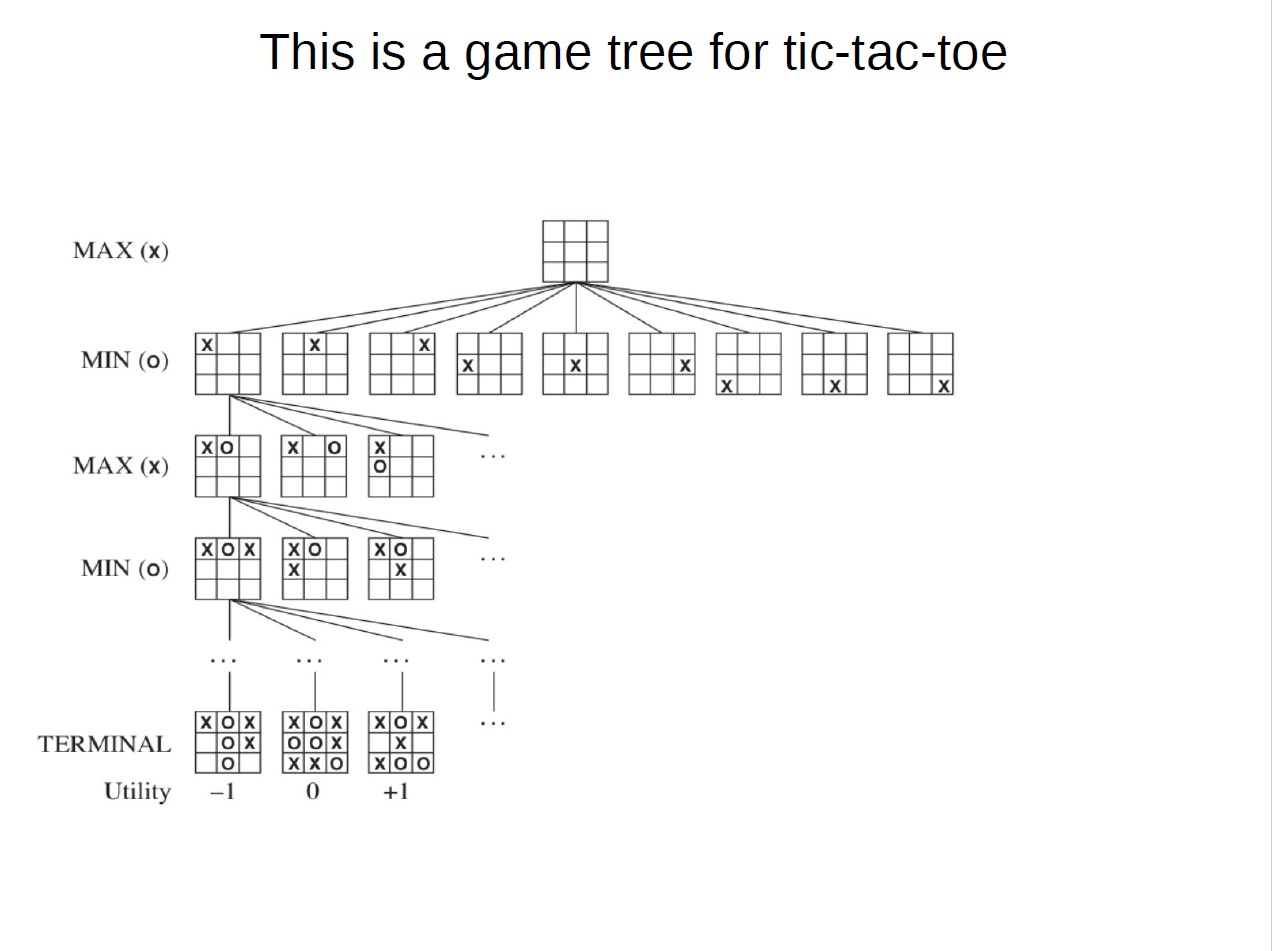 This is a game tree for tic-tac-toe
MAX (x)
MIN (o)
X X X X X X X X X
MAX (x)
X O X O X
O
...
MIN (o)
X O X X O X O
X X
...
... ... ... ...
X O X X O X X O X
TERMINAL O X O O X X
O X X O X O O
...
Utility –1 0 +1